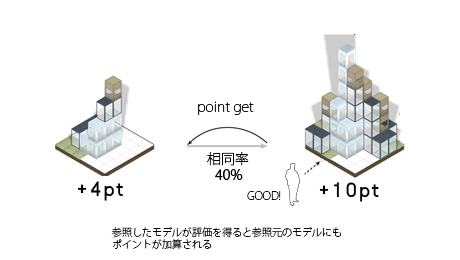 point get
相同率
40%
GOOD!
+4pt
+10pt
参照したモデルが評価を得ると参照元のモデルにも
ポイントが加算される